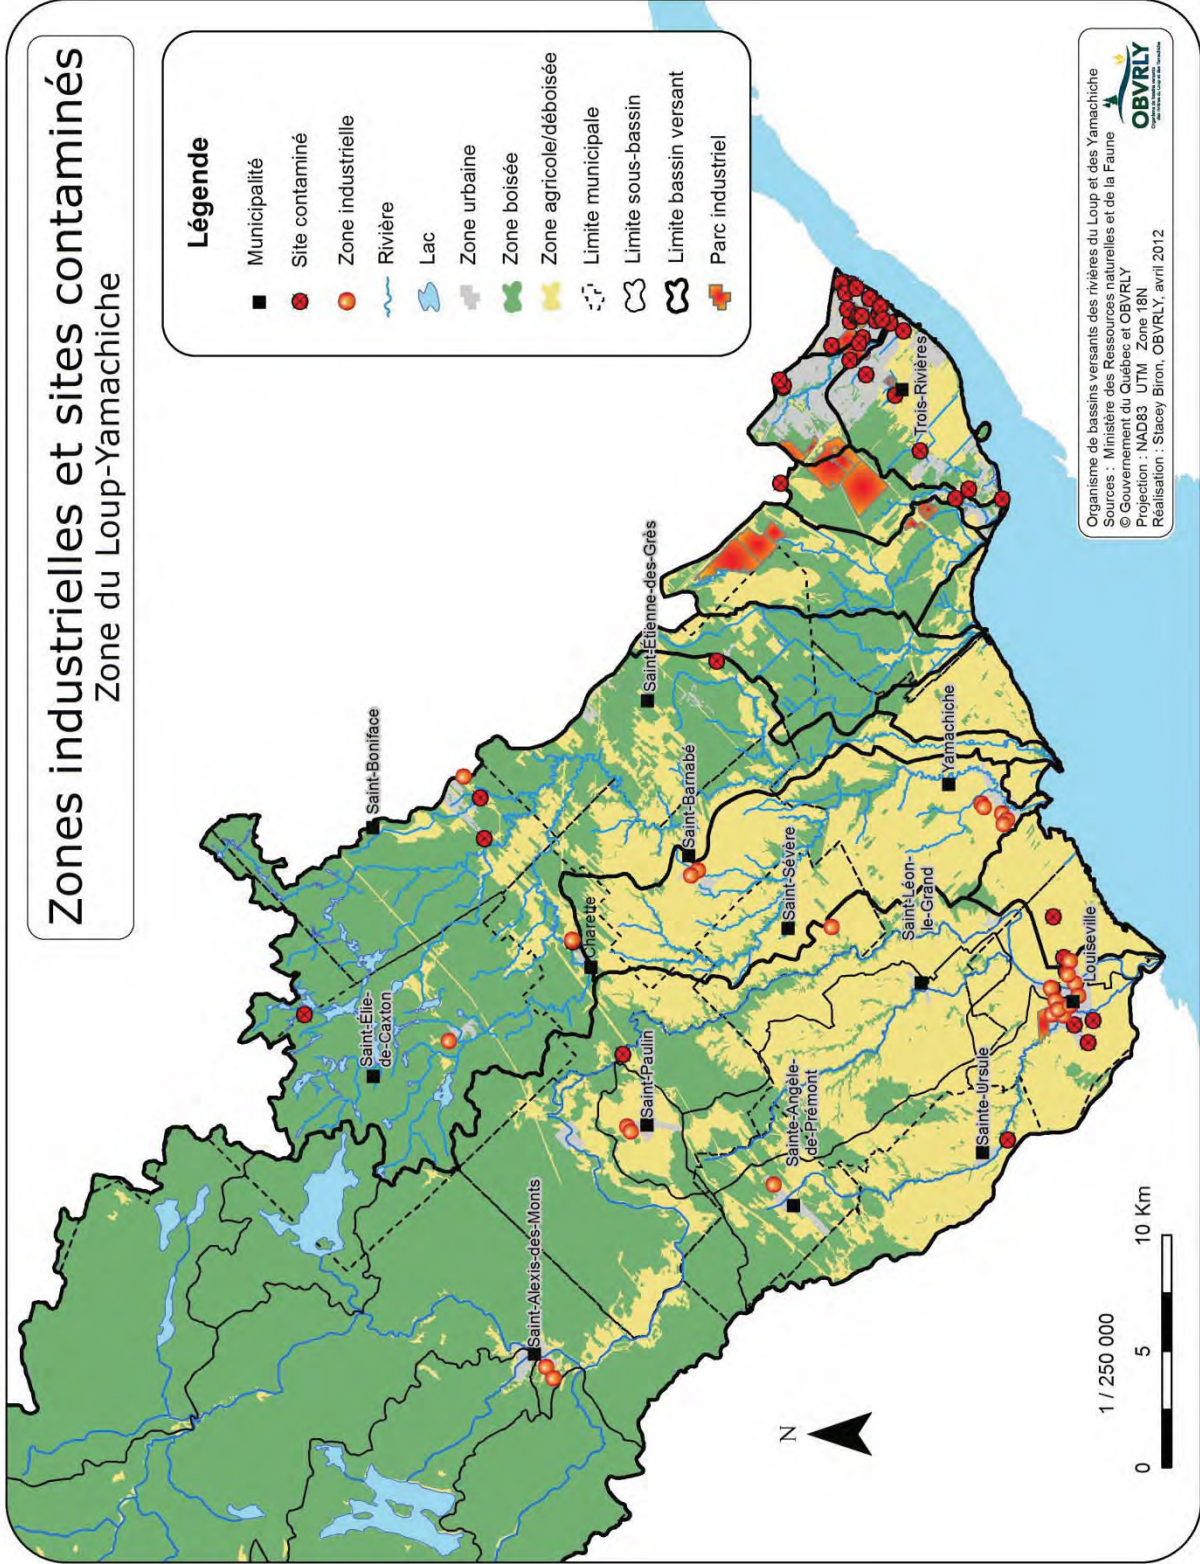 Zones industrielles et sites contaminés
Zone du Loup-Yamachiche
Légende
Municipalité
Site contaminé
Zone industrielle
Rivière
Lac
Zone urbaine
Zone boisée
Zone agricole/déboisée
Limite municipale
Limite sous-bassin
Limite bassin versant
Parc industriel
Saint-Boniface
Saint-Élie-
de-Caxton
Saint-Alexis-des-Monts
Charette
Saint-Étienne-des-Grès
Saint-Paulin
Saint-Barnabé
Saint-Sévère
Sainte-Angèle-
de-Prémont
Trois-Rivières
Saint-Léon-
le-Grand
Yamachiche
Sainte-Ursule
Louiseville
N
1 / 250 000
0
5
10 Km
Organisme de bassins versants des rivières du Loup et des Yamachiche
Sources : Ministère des Ressources naturelles et de la Faune
© Gouvernement du Québec et OBVRLY
Projection : NAD83 UTM Zone 18N
Réalisation : Stacey Biron, OBVRLY, avril 2012
OBVRLY